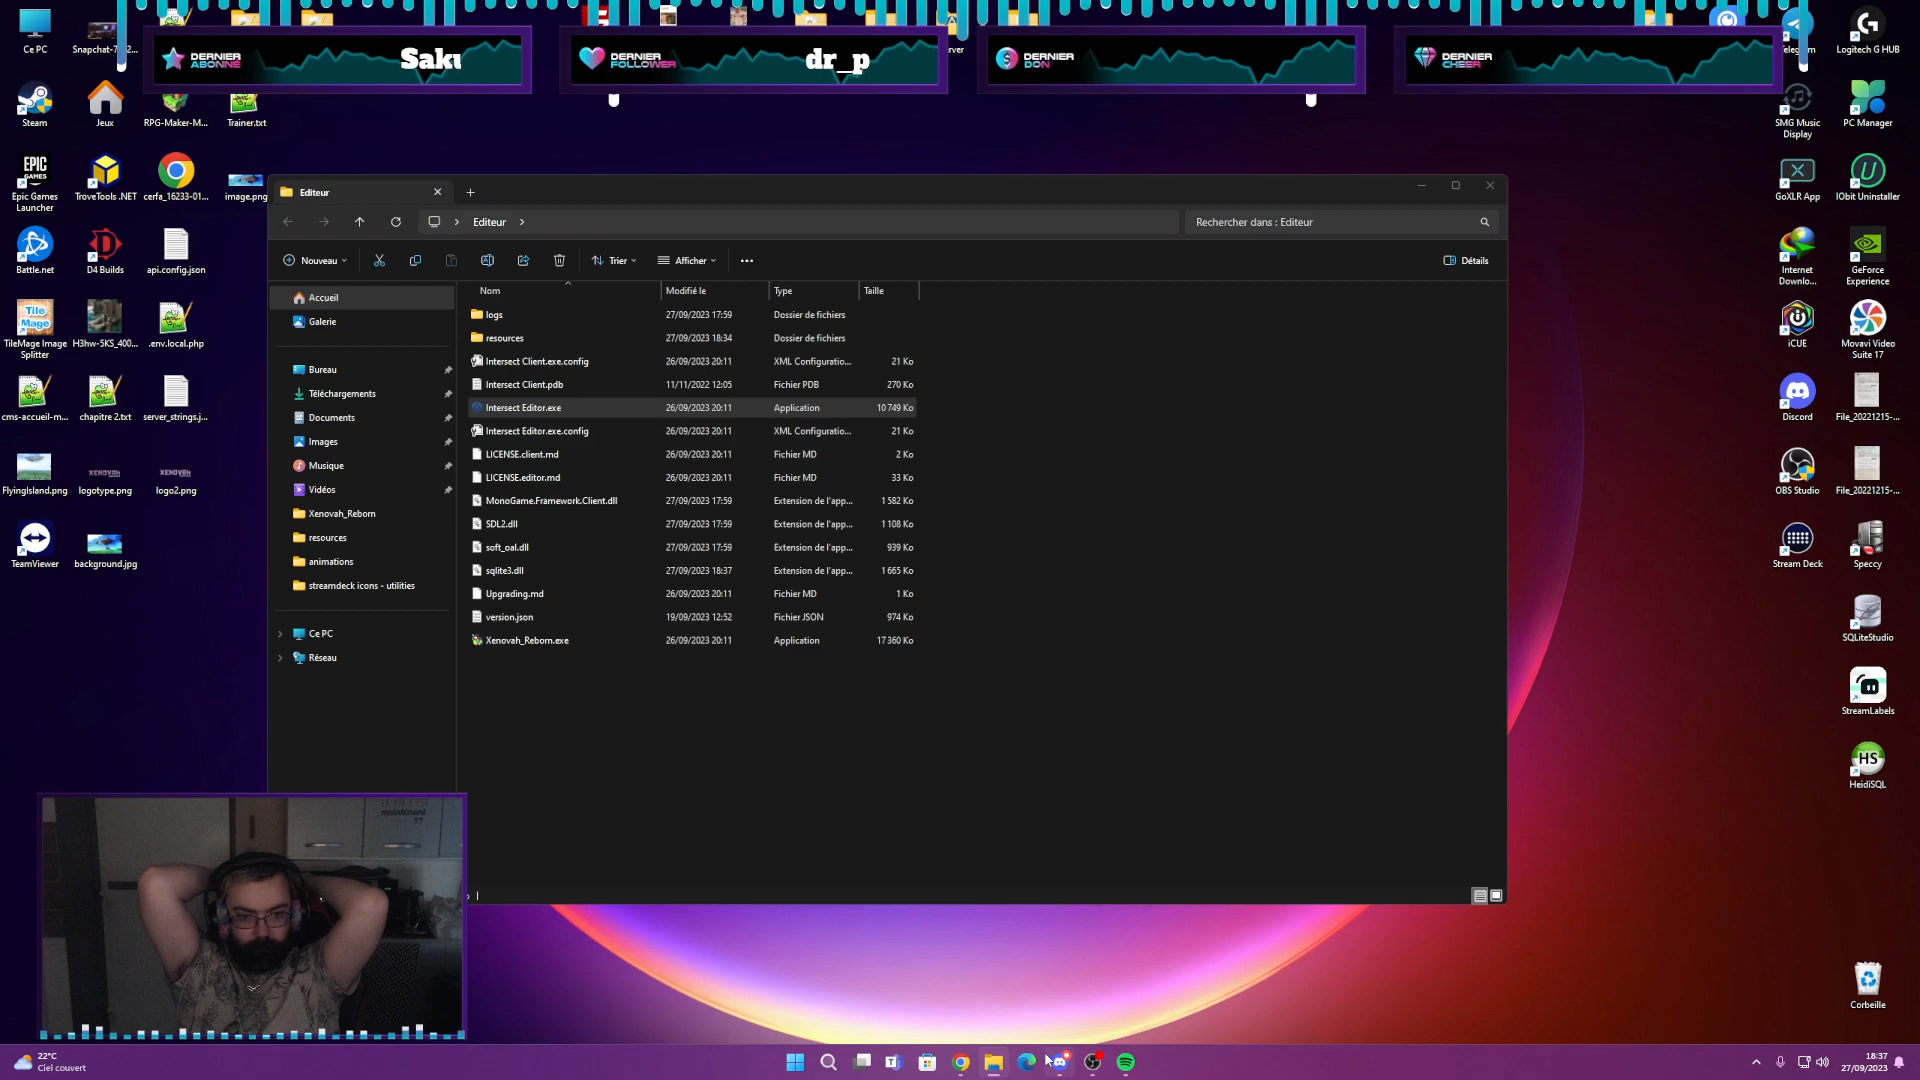 DERNIER
ABONNÉ
Saku
DERNIER
FOLLOWER
dr_p
DERNIER
DON
DERNIER
CHEER
Ce PC
Snapchat-7...2...
Telegram
Logitech G HUB
Steam
Jeux
RPG-Maker-M...
Trainer.txt
SMG Music
Display
PC Manager
EPIC
GAMES
Epic Games
Launcher
TroveTools .NET
cerfa_16233-01...
image.png
GoXLR App
IObit Uninstaller
Battle.net
D4 Builds
api.config.json
Internet
Downlo...
GeForce
Experience
Tile
Mage
TileMage Image
Splitter
H3hw-5KS_400...
.env.local.php
iCUE
Movavi Video
Suite 17
cms-accueil-m...
chapitre 2.txt
server_strings.j...
Discord
File_20221215-...
FlyingIsland.png
logotype.png
logo2.png
OBS Studio
File_20221215-...
TeamViewer
background.jpg
Stream Deck
Speccy
SQLiteStudio
StreamLabels
HS
HeidiSQL
Corbeille
Editeur
Editeur
Rechercher dans : Editeur
Nouveau
Trier
Afficher
Détails
Accueil
Galerie
Bureau
Téléchargements
Documents
Images
Musique
Vidéos
Xenovah_Reborn
resources
animations
streamdeck icons - utilities
Ce PC
Réseau
Nom Modifié le Type Taille
logs 27/09/2023 17:59 Dossier de fichiers
resources 27/09/2023 18:34 Dossier de fichiers
Intersect Client.exe.config 26/09/2023 20:11 XML Configuratio... 21 Ko
Intersect Client.pdb 11/11/2022 12:05 Fichier PDB 270 Ko
Intersect Editor.exe 26/09/2023 20:11 Application 10 749 Ko
Intersect Editor.exe.config 26/09/2023 20:11 XML Configuratio... 21 Ko
LICENSE.client.md 26/09/2023 20:11 Fichier MD 2 Ko
LICENSE.editor.md 26/09/2023 20:11 Fichier MD 33 Ko
MonoGame.Framework.Client.dll 27/09/2023 17:59 Extension de l'app... 1 582 Ko
SDL2.dll 27/09/2023 17:59 Extension de l'app... 1 108 Ko
soft_oal.dll 27/09/2023 17:59 Extension de l'app... 939 Ko
sqlite3.dll 27/09/2023 18:37 Extension de l'app... 1 665 Ko
Upgrading.md 26/09/2023 20:11 Fichier MD 1 Ko
version.json 19/09/2023 12:52 Fichier JSON 974 Ko
Xenovah_Reborn.exe 26/09/2023 20:11 Application 17 360 Ko
maintenant.
22°C
Ciel couvert
18:37
27/09/2023